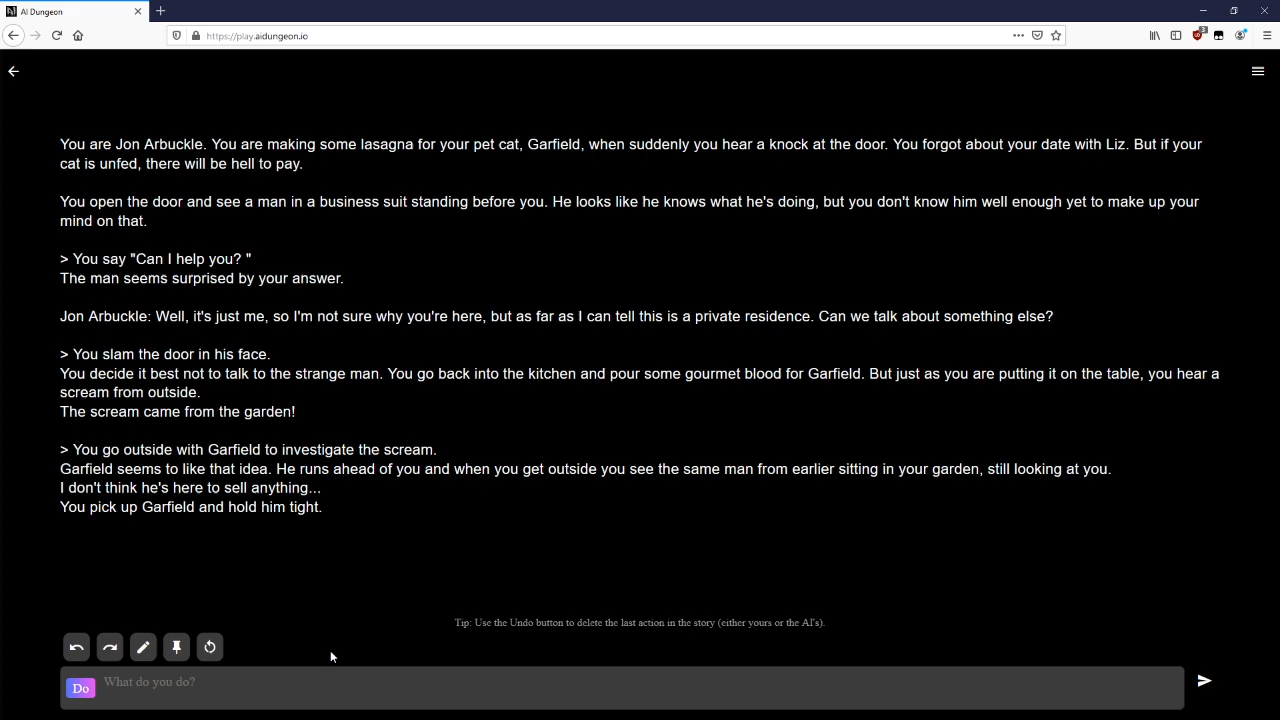 AI Dungeon
https://play.aidungeon.io
You are Jon Arbuckle. You are making some lasagna for your pet cat, Garfield, when suddenly you hear a knock at the door. You forgot about your date with Liz. But if your
cat is unfed, there will be hell to pay.
You open the door and see a man in a business suit standing before you. He looks like he knows what he's doing, but you don't know him well enough yet to make up your
mind on that.
> You say "Can I help you? "
The man seems surprised by your answer.
Jon Arbuckle: Well, it's just me, so I'm not sure why you're here, but as far as I can tell this is a private residence. Can we talk about something else?
> You slam the door in his face.
You decide it best not to talk to the strange man. You go back into the kitchen and pour some gourmet blood for Garfield. But just as you are putting it on the table, you hear a
scream from outside.
The scream came from the garden!
> You go outside with Garfield to investigate the scream.
Garfield seems to like that idea. He runs ahead of you and when you get outside you see the same man from earlier sitting in your garden, still looking at you.
I don't think he's here to sell anything...
You pick up Garfield and hold him tight.
Tip: Use the Undo button to delete the last action in the story (either yours or the AI's).
Do What do you do?